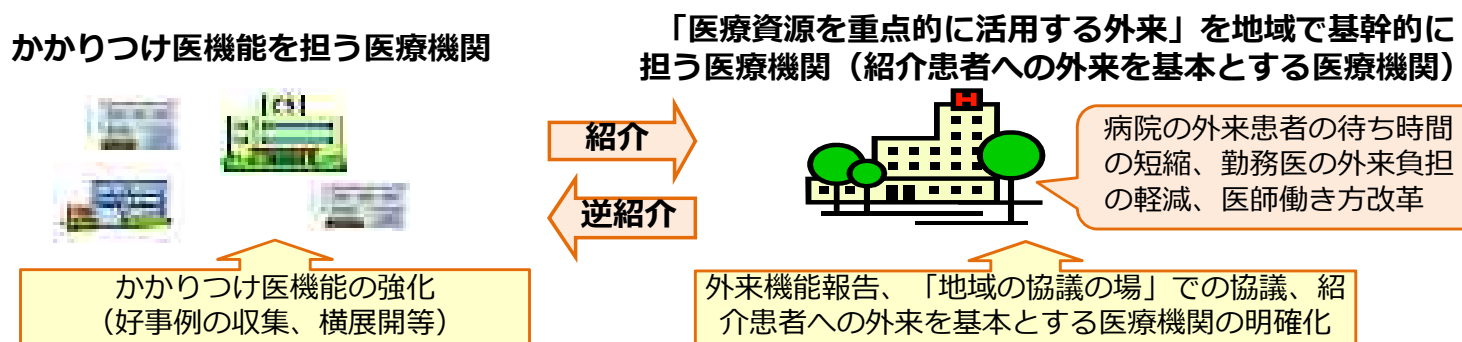 かかりつけ医機能を担う医療機関
「医療資源を重点的に活用する外来」を地域で基幹的に
担う医療機関（紹介患者への外来を基本とする医療機関）
紹介
逆紹介
H
病院の外来患者の待ち時間
の短縮、勤務医の外来負担
の軽減、医師働き方改革
かかりつけ医機能の強化
（好事例の収集、横展開等）
外来機能報告、「地域の協議の場」での協議、紹
介患者への外来を基本とする医療機関の明確化